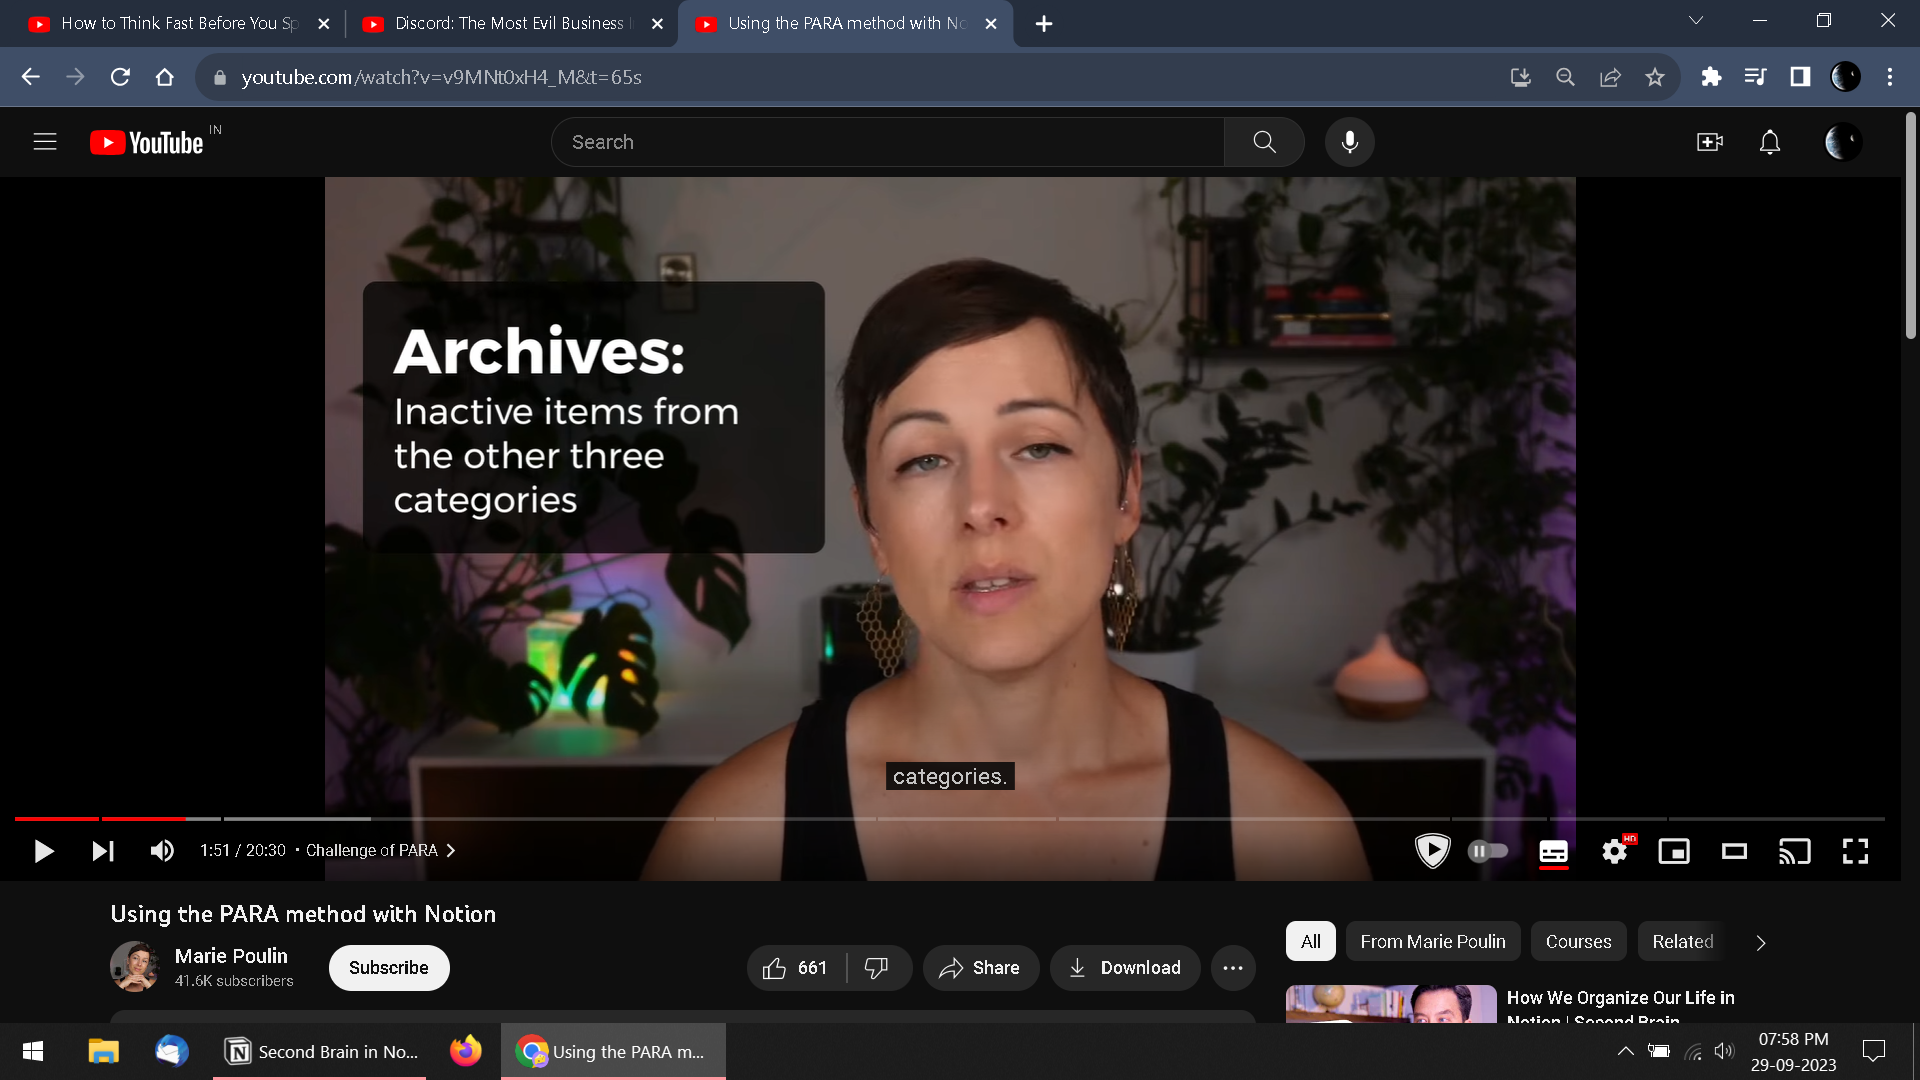 How to Think Fast Before You Sp
Discord: The Most Evil Business
Using the PARA method with No
youtube.com/watch?v=v9MNt0xH4_M&t=65s
YouTube IN
Search
Archives:
Inactive items from
the other three
categories
categories.
1:51 / 20:30 • Challenge of PARA
HD
Using the PARA method with Notion
Marie Poulin
41.6K subscribers
Subscribe
661
Share
Download
All
From Marie Poulin
Courses
Related
How We Organize Our Life in
Notion | Second Brain
Second Brain in No...
Using the PARA m...
07:58 PM
29-09-2023